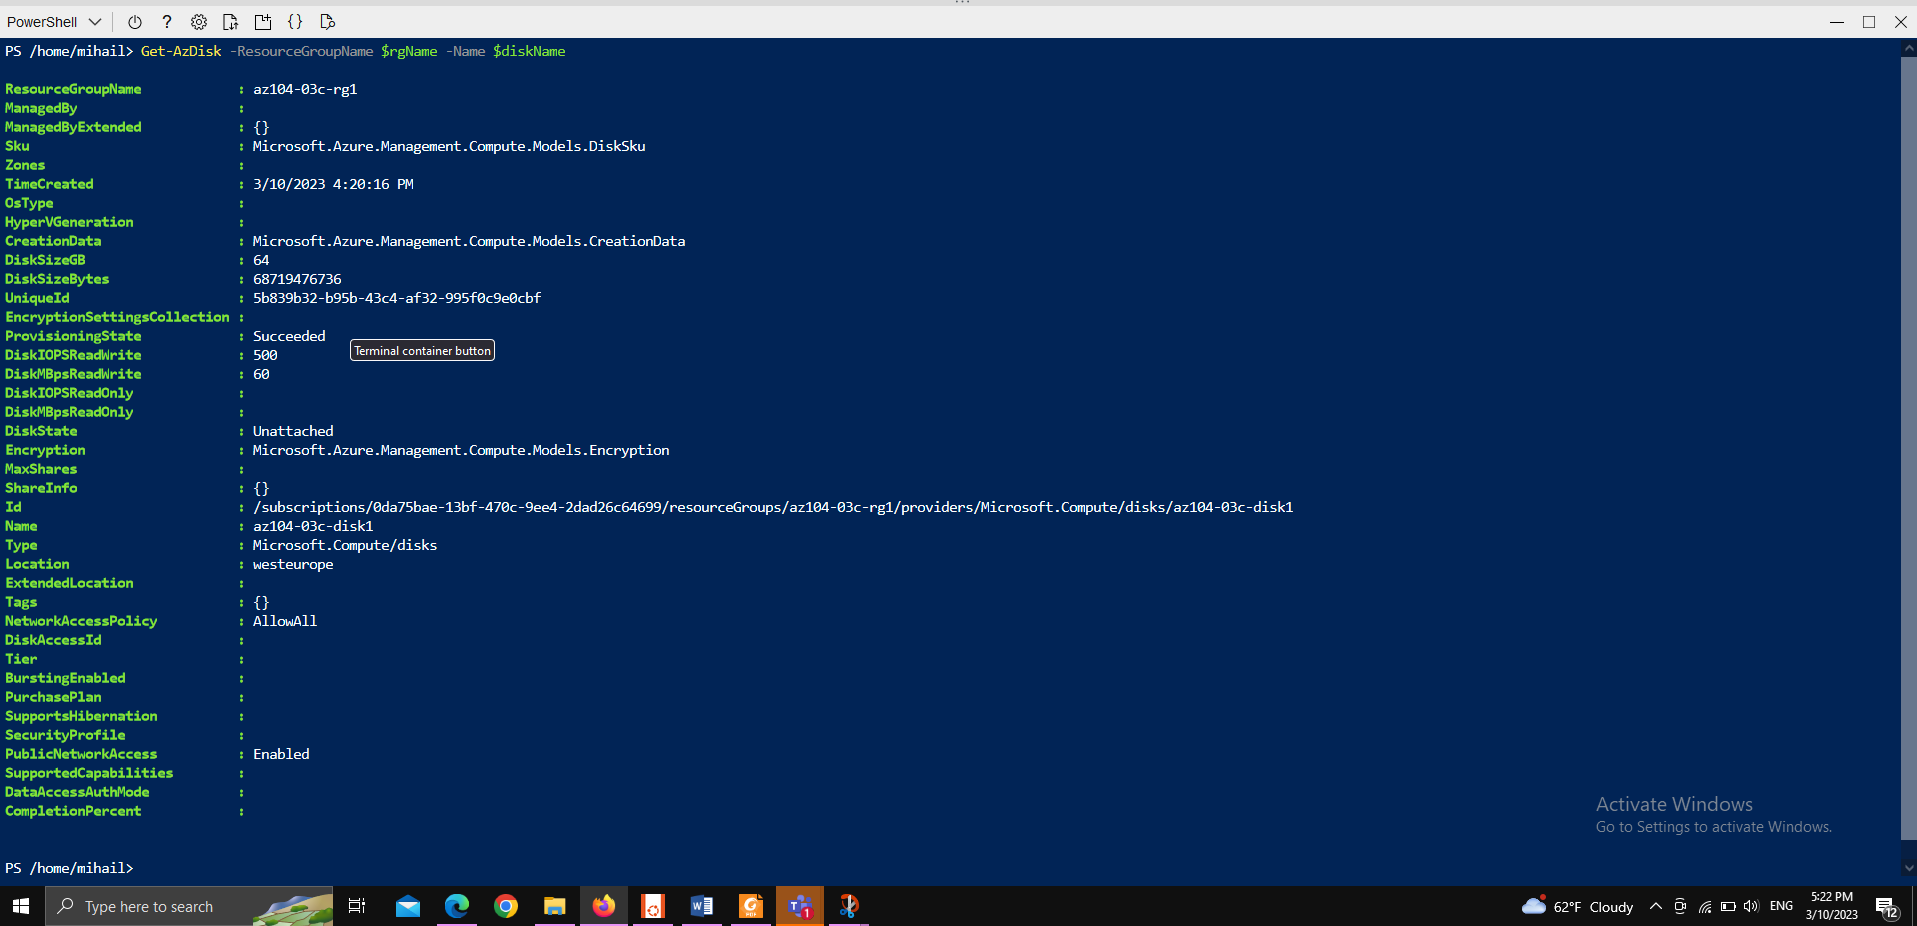 PowerShell
PS /home/mihail> Get-AzDisk -ResourceGroupName $rgName -Name $diskName
ResourceGroupName : az104-03c-rg1
ManagedBy :
ManagedByExtended : {}
Sku : Microsoft.Azure.Management.Compute.Models.DiskSku
Zones :
TimeCreated : 3/10/2023 4:20:16 PM
OsType :
HyperVGeneration :
CreationData : Microsoft.Azure.Management.Compute.Models.CreationData
DiskSizeGB : 64
DiskSizeBytes : 68719476736
UniqueId : 5b839b32-b95b-43c4-af32-995f0c9e0cbf
EncryptionSettingsCollection :
ProvisioningState : Succeeded
Terminal container button
DiskIOPSReadWrite : 500
DiskMBpsReadWrite : 60
DiskIOPSReadOnly :
DiskMBpsReadOnly :
DiskState : Unattached
Encryption : Microsoft.Azure.Management.Compute.Models.Encryption
MaxShares :
ShareInfo : {}
Id : /subscriptions/0da75bae-13bf-470c-9ee4-2dad26c64699/resourceGroups/az104-03c-rg1/providers/Microsoft.Compute/disks/az104-03c-disk1
Name : az104-03c-disk1
Type : Microsoft.Compute/disks
Location : westeurope
ExtendedLocation :
Tags : {}
NetworkAccessPolicy : AllowAll
DiskAccessId :
Tier :
BurstingEnabled :
PurchasePlan :
SupportsHibernation :
SecurityProfile :
PublicNetworkAccess : Enabled
SupportedCapabilities :
DataAccessAuthMode :
CompletionPercent :
Activate Windows
Go to Settings to activate Windows.
PS /home/mihail>
Type here to search
62°F Cloudy
ENG
5:22 PM
3/10/2023
12